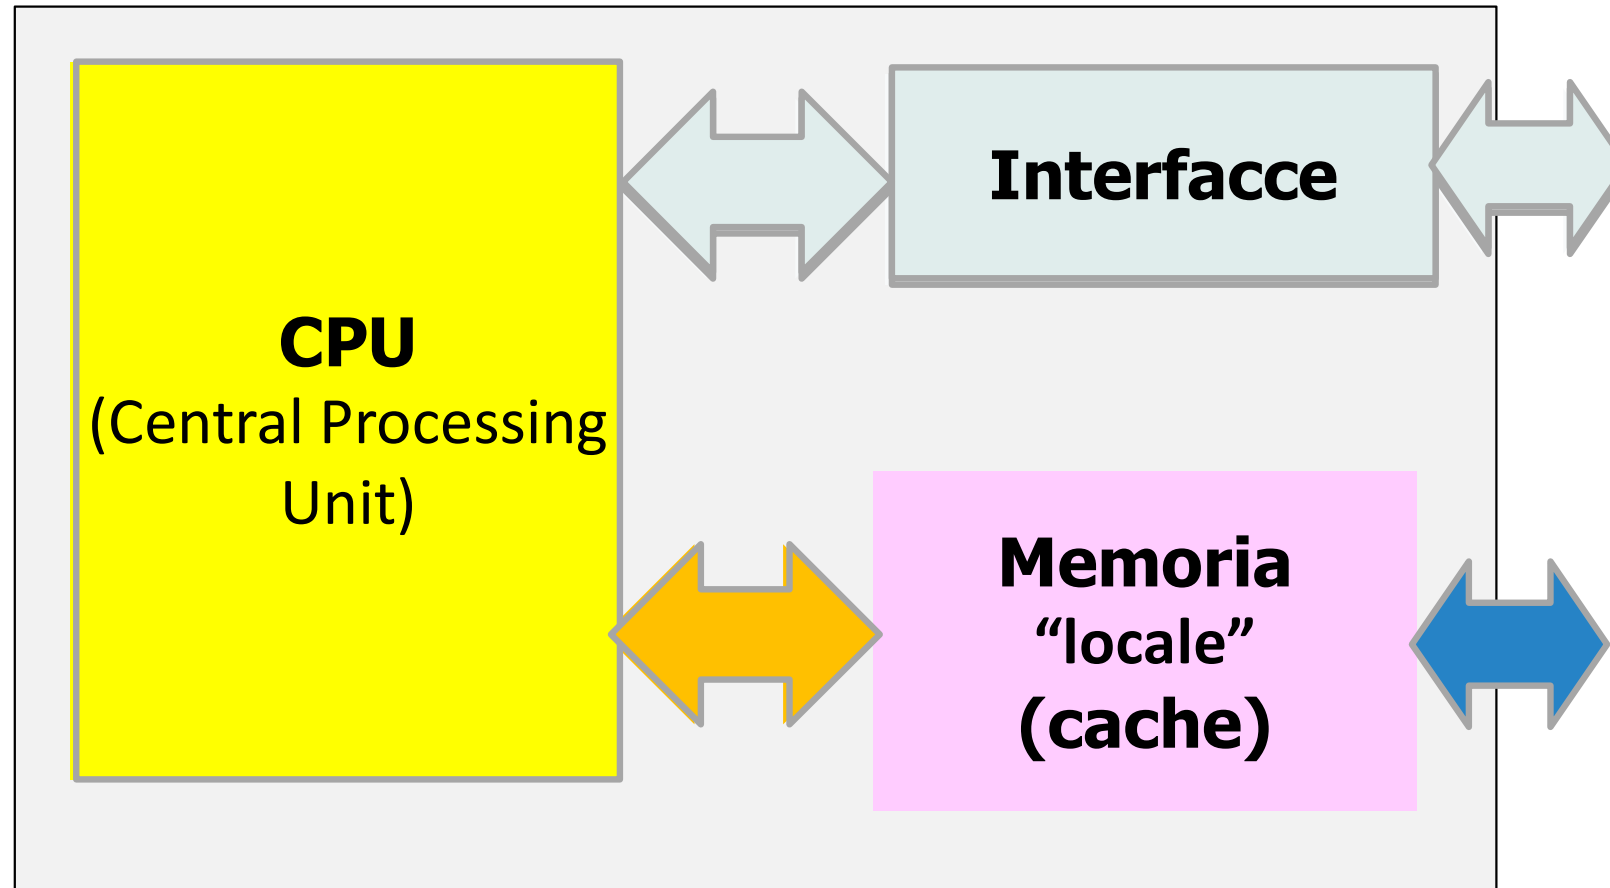 CPU
(Central Processing
Unit)
Interfacce
Memoria
“locale”
(cache)